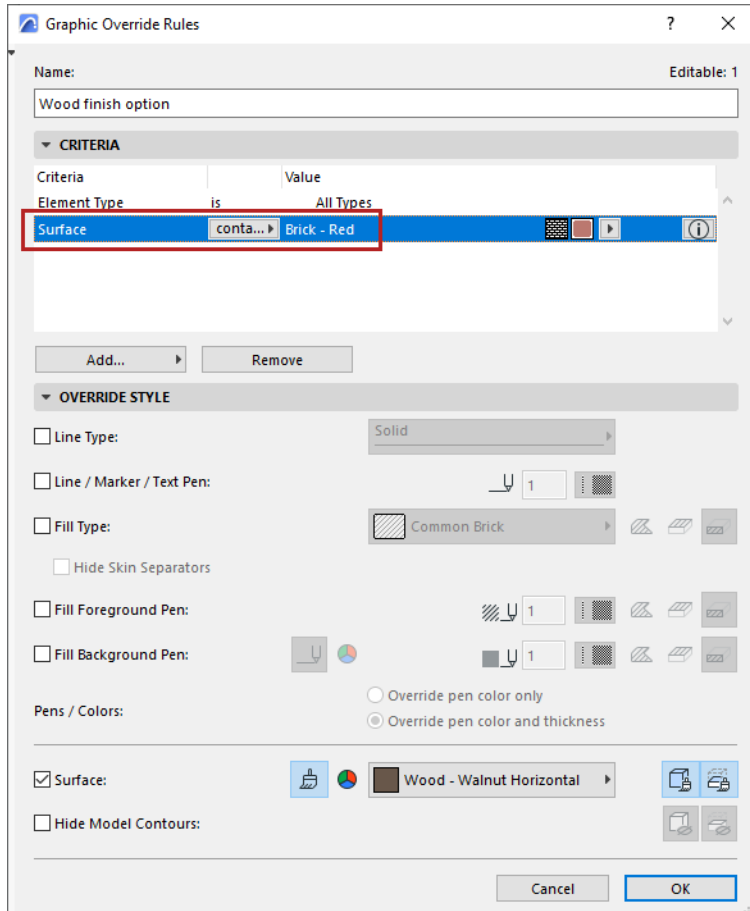 Graphic Override Rules
?
Name:
Editable: 1
Wood finish option
CRITERIA
Criteria Value
Element Type is All Types
Surface conta... Brick - Red
Add...
Remove
OVERRIDE STYLE
Line Type:
Solid
Line / Marker / Text Pen:
1
Fill Type:
Common Brick
Hide Skin Separators
Fill Foreground Pen:
1
Fill Background Pen:
1
Pens / Colors:
Override pen color only
Override pen color and thickness
Surface:
Wood - Walnut Horizontal
Hide Model Contours:
Cancel
OK